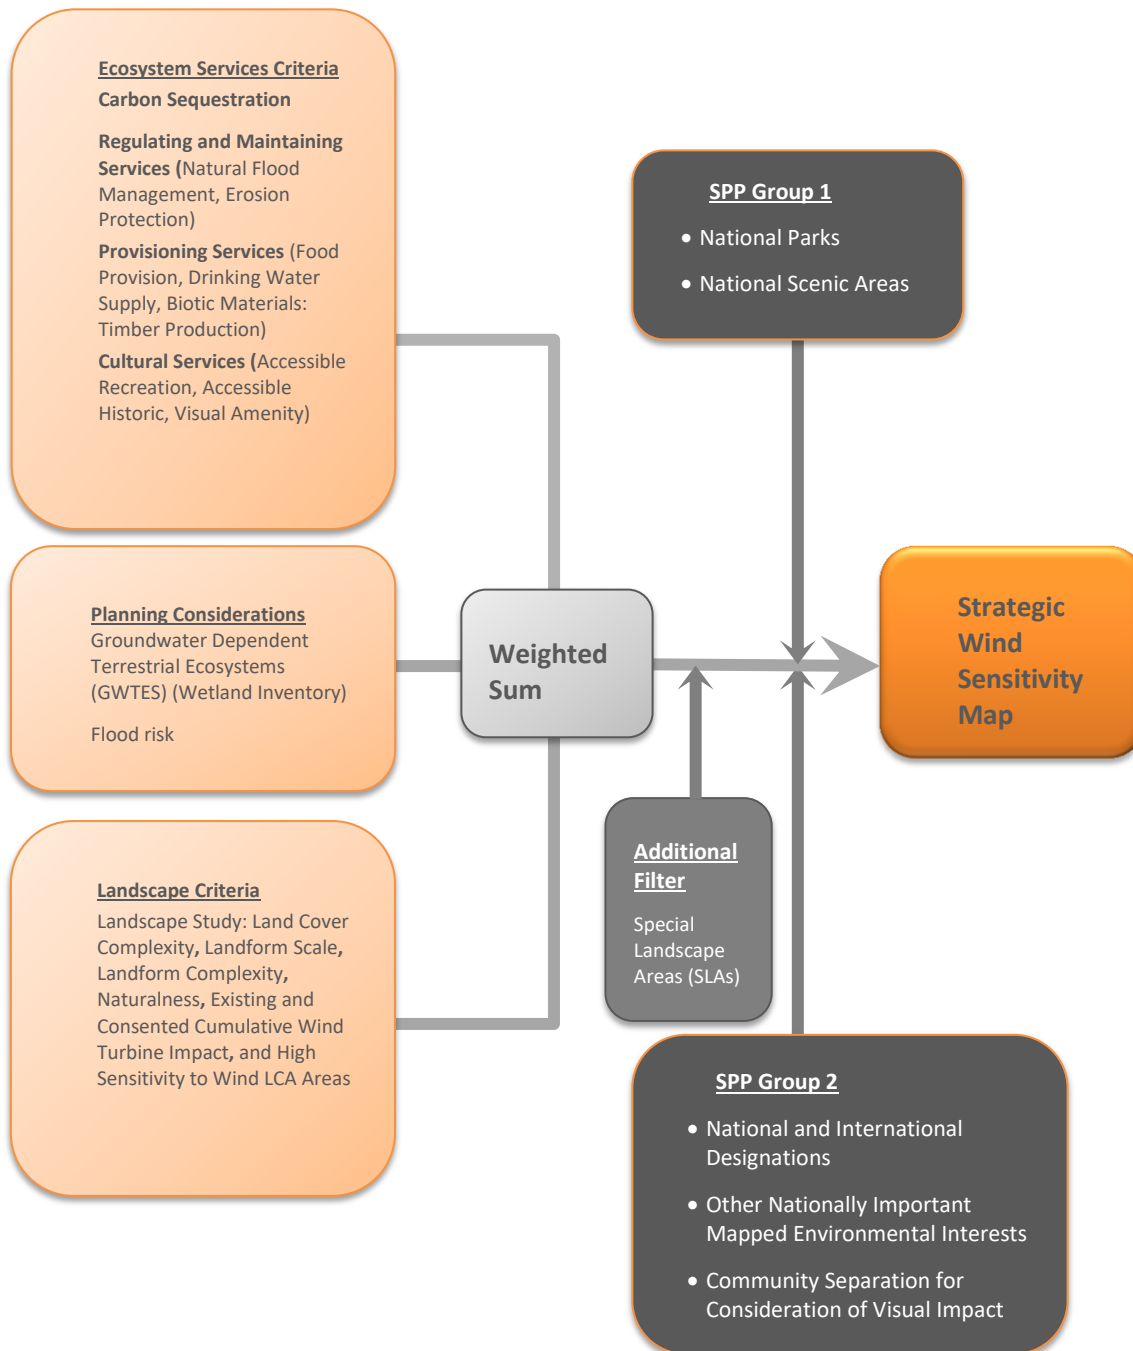 Ecosystem Services Criteria
Carbon Sequestration
Regulating and Maintaining
Services (Natural Flood
Management, Erosion
Protection)
Provisioning Services (Food
Provision, Drinking Water
Supply, Biotic Materials:
Timber Production)
Cultural Services (Accessible
Recreation, Accessible
Historic, Visual Amenity)
Planning Considerations
Groundwater Dependent
Terrestrial Ecosystems
(GWTES) (Wetland Inventory)
Flood risk
Landscape Criteria
Landscape Study: Land Cover
Complexity, Landform Scale,
Landform Complexity,
Naturalness, Existing and
Consented Cumulative Wind
Turbine Impact, and High
Sensitivity to Wind LCA Areas
Weighted
Sum
SPP Group 1
• National Parks
• National Scenic Areas
Additional
Filter
Special
Landscape
Areas (SLAs)
SPP Group 2
• National and International
Designations
• Other Nationally Important
Mapped Environmental Interests
• Community Separation for
Consideration of Visual Impact
Strategic
Wind
Sensitivity
Map